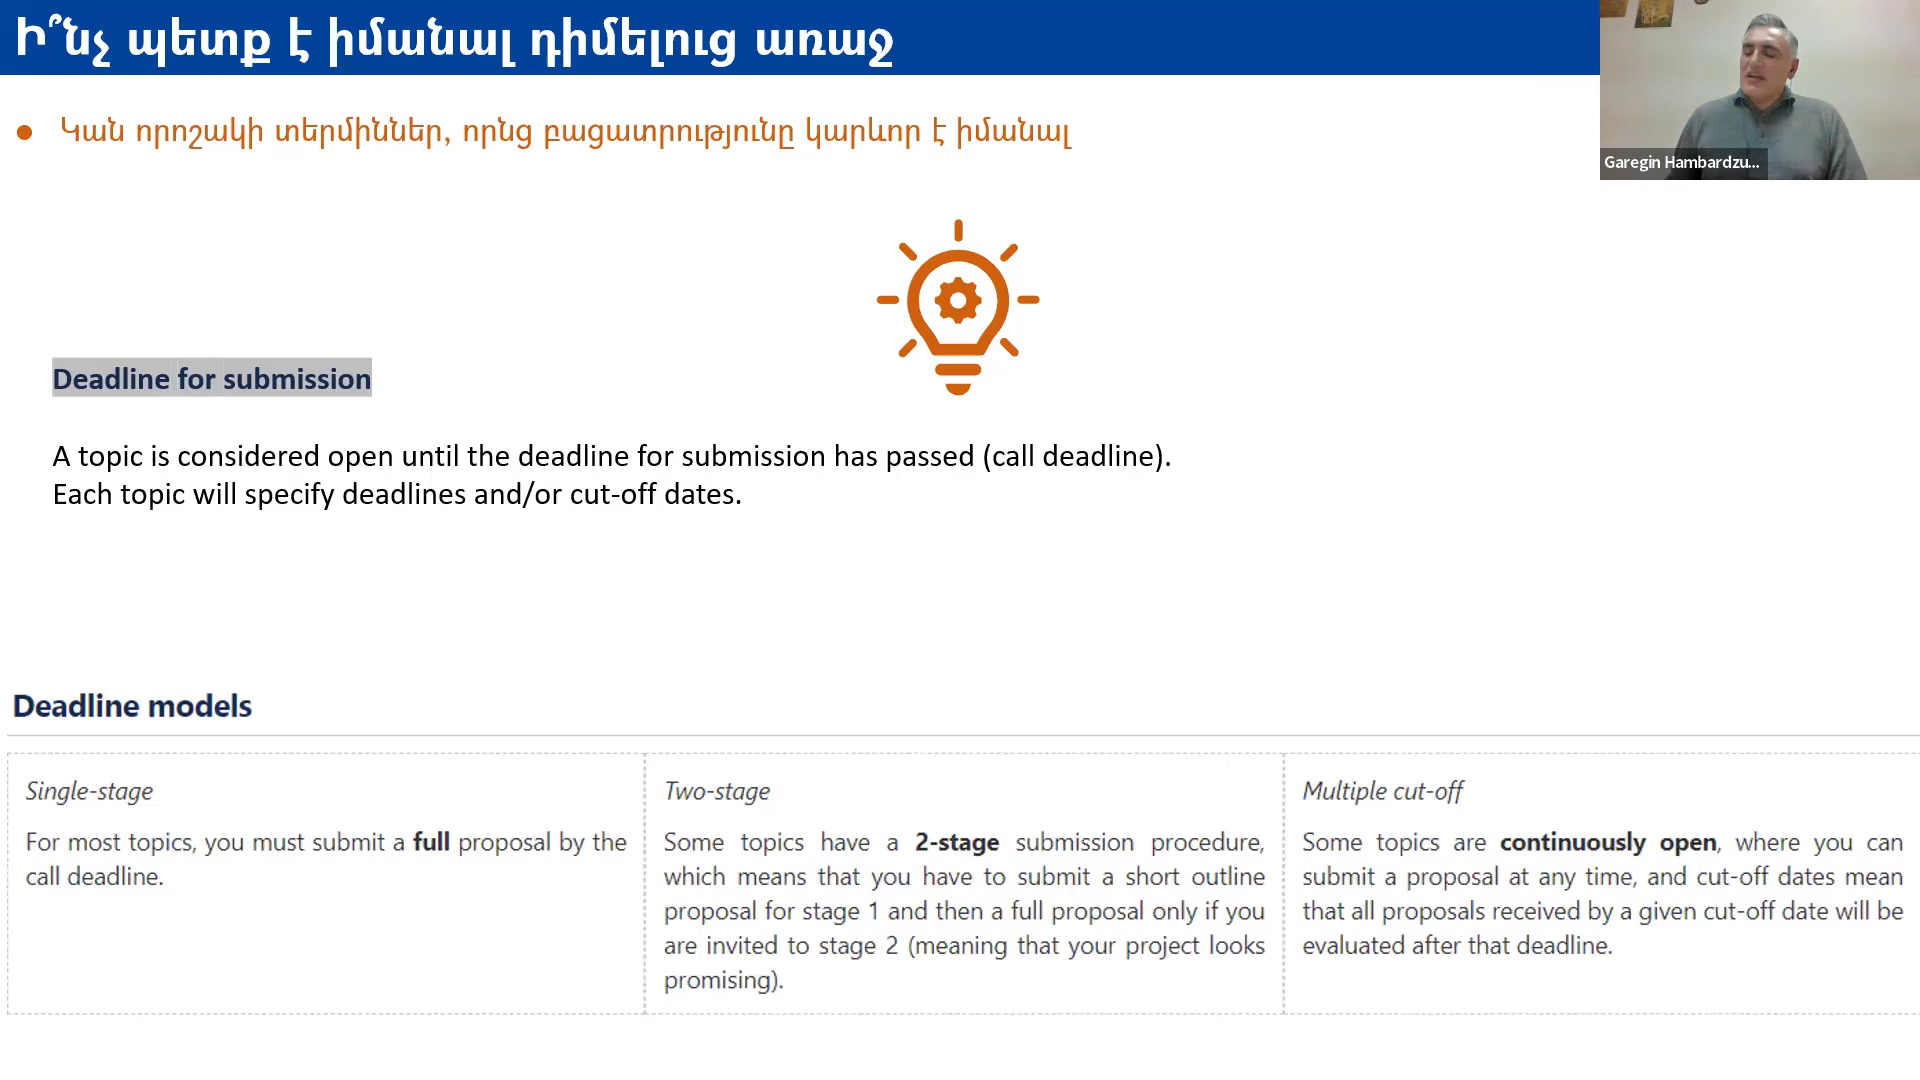 Ի՞նչ պետք է իմանալ դիմելուց առաջ
Garegin Hambardzu...
● Կան որոշակի տերմիններ, որնց բացատրությունը կարևոր է իմանալ
Deadline for submission
A topic is considered open until the deadline for submission has passed (call deadline).
Each topic will specify deadlines and/or cut-off dates.
Deadline models
Single-stage
For most topics, you must submit a full proposal by the
call deadline.
Two-stage
Some topics have a 2-stage submission procedure,
which means that you have to submit a short outline
proposal for stage 1 and then a full proposal only if you
are invited to stage 2 (meaning that your project looks
promising).
Multiple cut-off
Some topics are continuously open, where you can
submit a proposal at any time, and cut-off dates mean
that all proposals received by a given cut-off date will be
evaluated after that deadline.